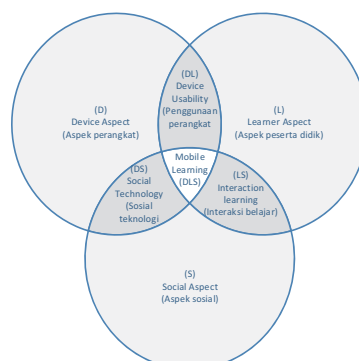 (DL)
Device
Usability
(Penggunaan
perangkat
(D)
Device Aspect
(Aspek perangkat)
(L)
Learner Aspect
(Aspek peserta didik)
Mobile
Learning
(DLS)
(DS)
Social
Technology
(Sosial
teknologi
(LS)
Interaction
learning
(Interaksi belajar)
(S)
Social Aspect
(Aspek sosial)